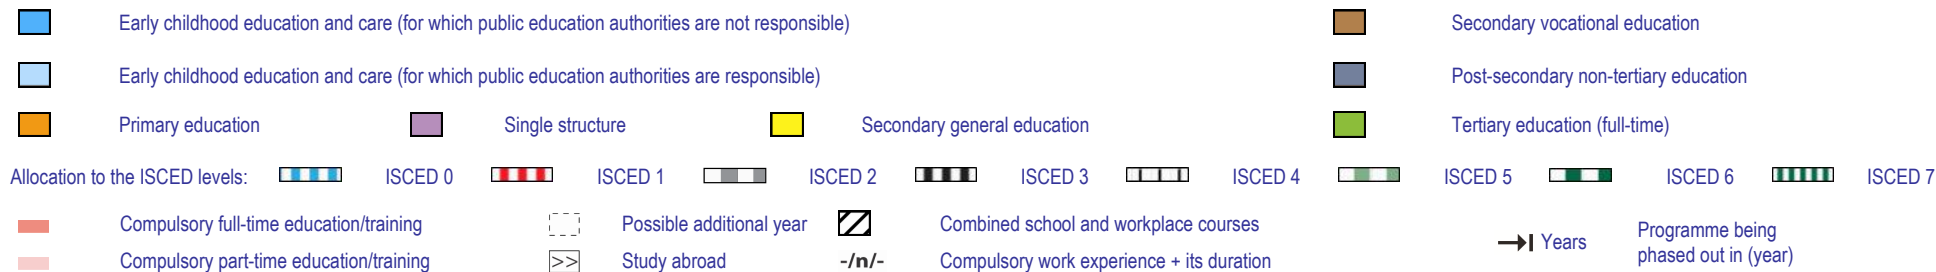 Early childhood education and care (for which public education authorities are not responsible) Secondary vocational education
Early childhood education and care (for which public education authorities are responsible) Post-secondary non-tertiary education
Primary education Single structure Secondary general education Tertiary education (full-time)
Allocation to the ISCED levels: ISCED 0 ISCED 1 ISCED 2 ISCED 3 ISCED 4 ISCED 5 ISCED 6 ISCED 7
Compulsory full-time education/training Possible additional year Combined school and workplace courses Years Programme being phased out in (year)
Compulsory part-time education/training >> Study abroad -/n/- Compulsory work experience + its duration